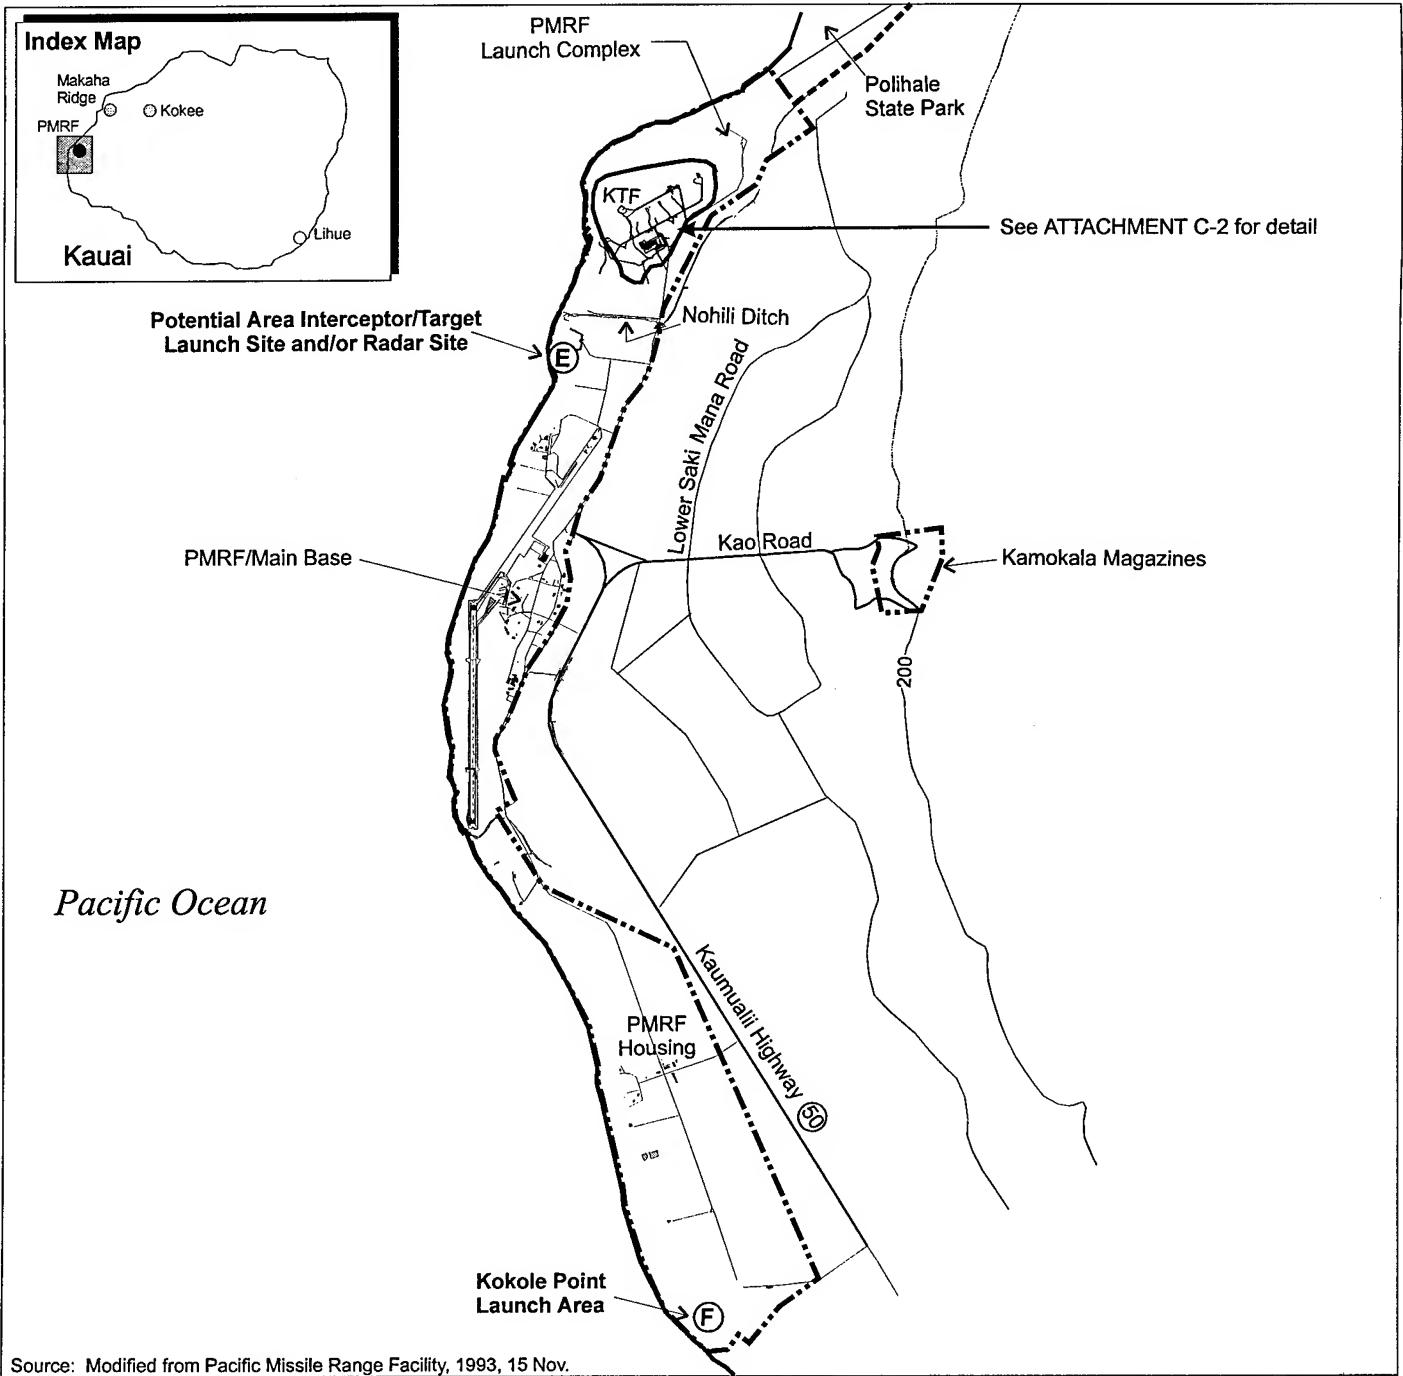 Index Map
Makaha
Ridge
Kokee
PMRF
Lihue
Kauai
PMRF
Launch Complex
Polihale
State Park
KTF
See ATTACHMENT C-2 for detail
Nohili Ditch
Potential Area Interceptor/Target
Launch Site and/or Radar Site
E
Lower Saki Mana Road
Kao Road
PMRF/Main Base
Kamokala Magazines
200
Pacific Ocean
Kaumualii Highway 50
PMRF
Housing
Kokole Point
Launch Area
F
Source: Modified from Pacific Missile Range Facility, 1993, 15 Nov.